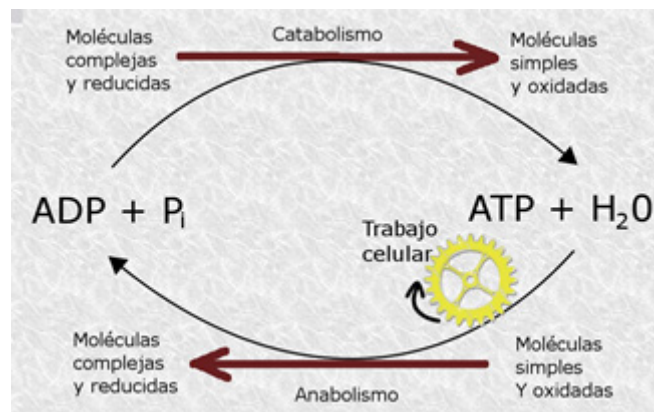 Moléculas
complejas
y reducidas
Catabolismo
Moléculas
simples
y oxidadas
ADP + Pi
ATP + H20
Trabajo
celular
Moléculas
complejas
y reducidas
Anabolismo
Moléculas
simples
Y oxidadas